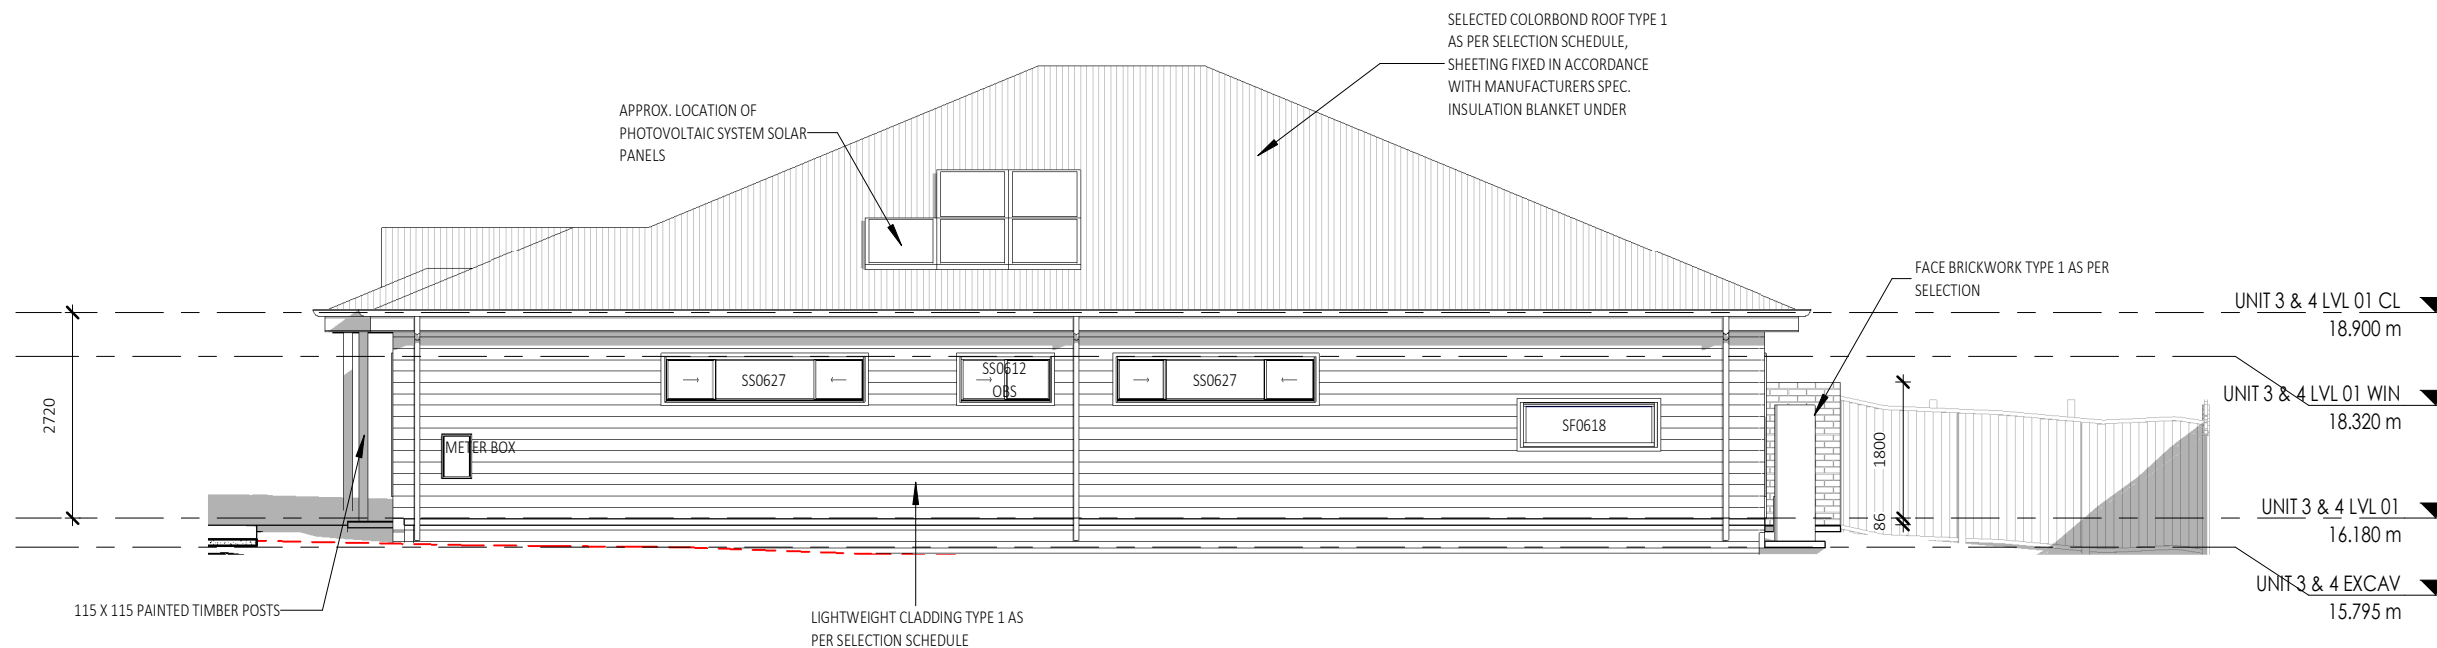 SELECTED COLORBOND ROOF TYPE 1
AS PER SELECTION SCHEDULE,
SHEETING FIXED IN ACCORDANCE
WITH MANUFACTURERS SPEC.
INSULATION BLANKET UNDER
APPROX. LOCATION OF
PHOTOVOLTAIC SYSTEM SOLAR
PANELS
FACE BRICKWORK TYPE 1 AS PER
SELECTION
UNIT 3 & 4 LVL 01 CL
18.900 m
SS0627
SS0612
OBS
SS0627
UNIT 3 & 4 LVL 01 WIN
18.320 m
2720
SF0618
METER BOX
1800
86
UNIT 3 & 4 LVL 01
16.180 m
UNIT 3 & 4 EXCAV
15.795 m
115 X 115 PAINTED TIMBER POSTS
LIGHTWEIGHT CLADDING TYPE 1 AS
PER SELECTION SCHEDULE